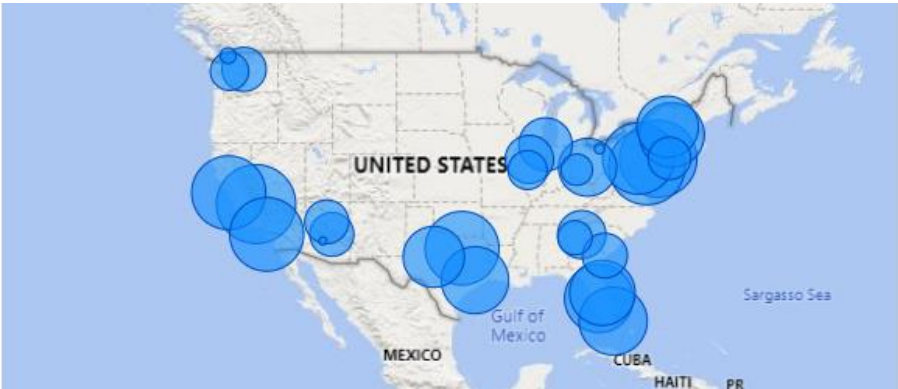 UNITED STATES
Sargasso Sea
Gulf of
Mexico
MEXICO
CUBA
HAITI
PR